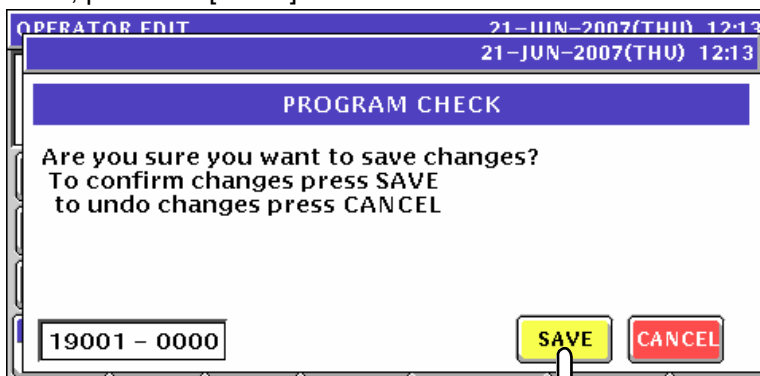 OPERATOR EDIT 21-JUN-2007(THU) 12:13
21-JUN-2007(THU) 12:13
PROGRAM CHECK
Are you sure you want to save changes?
To confirm changes press SAVE
to undo changes press CANCEL
19001 - 0000
SAVE
CANCEL